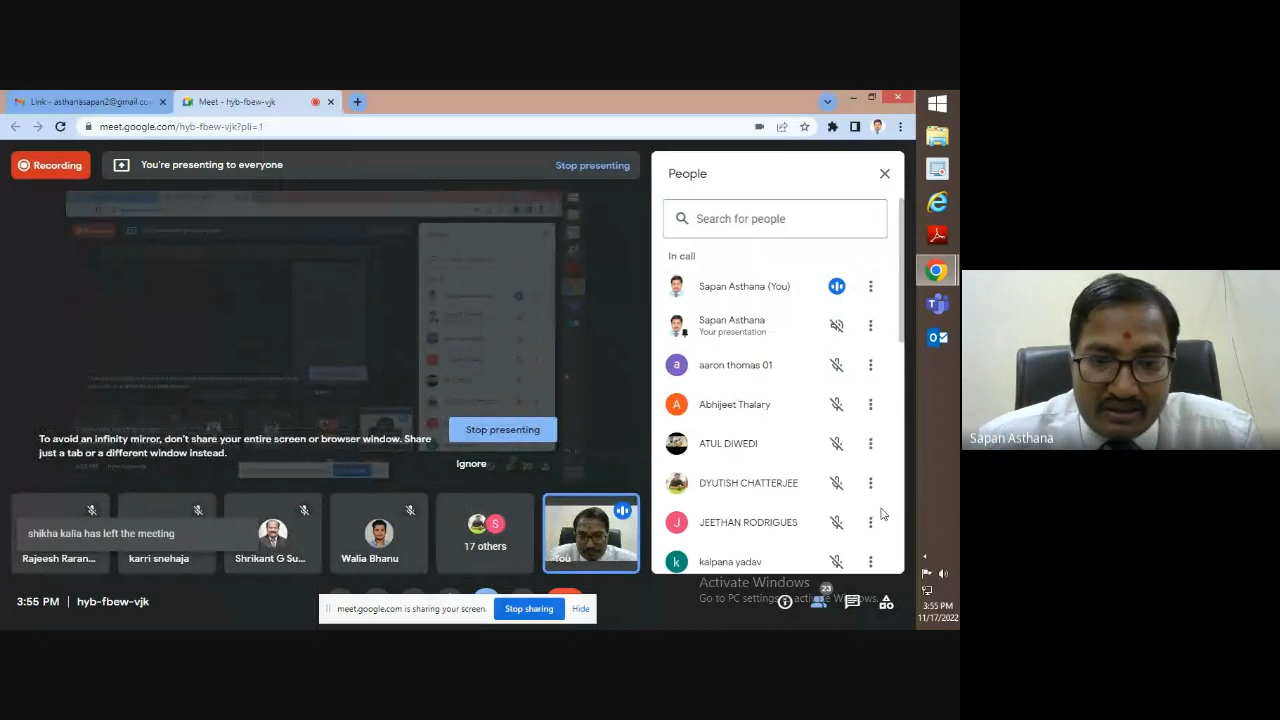 Link - asthanasapan2@gmail.co
Meet - hyb-fbew-vjk
meet.google.com/hyb-fbew-vjk?pli=1
Recording
You're presenting to everyone
Stop presenting
People
Search for people
In call
Sapan Asthana (You)
Sapan Asthana
Your presentation
a
aaron thomas 01
A
Abhijeet Thalary
ATUL DIWEDI
DYUTISH CHATTERJEE
J
JEETHAN RODRIGUES
k
kalpana yadav
To avoid an infinity mirror, don't share your entire screen or browser window. Share
just a tab or a different window instead.
Stop presenting
Ignore
shikha kalia has left the meeting
Rajeesh Raran...
karri snehaja
Shrikant G Su...
Walia Bhanu
S
17 others
You
3:55 PM | hyb-fbew-vjk
meet.google.com is sharing your screen.
Stop sharing
Hide
Activate Windows
Go to PC settings to activate Windows.
23
3:55 PM
11/17/2022
Sapan Asthana